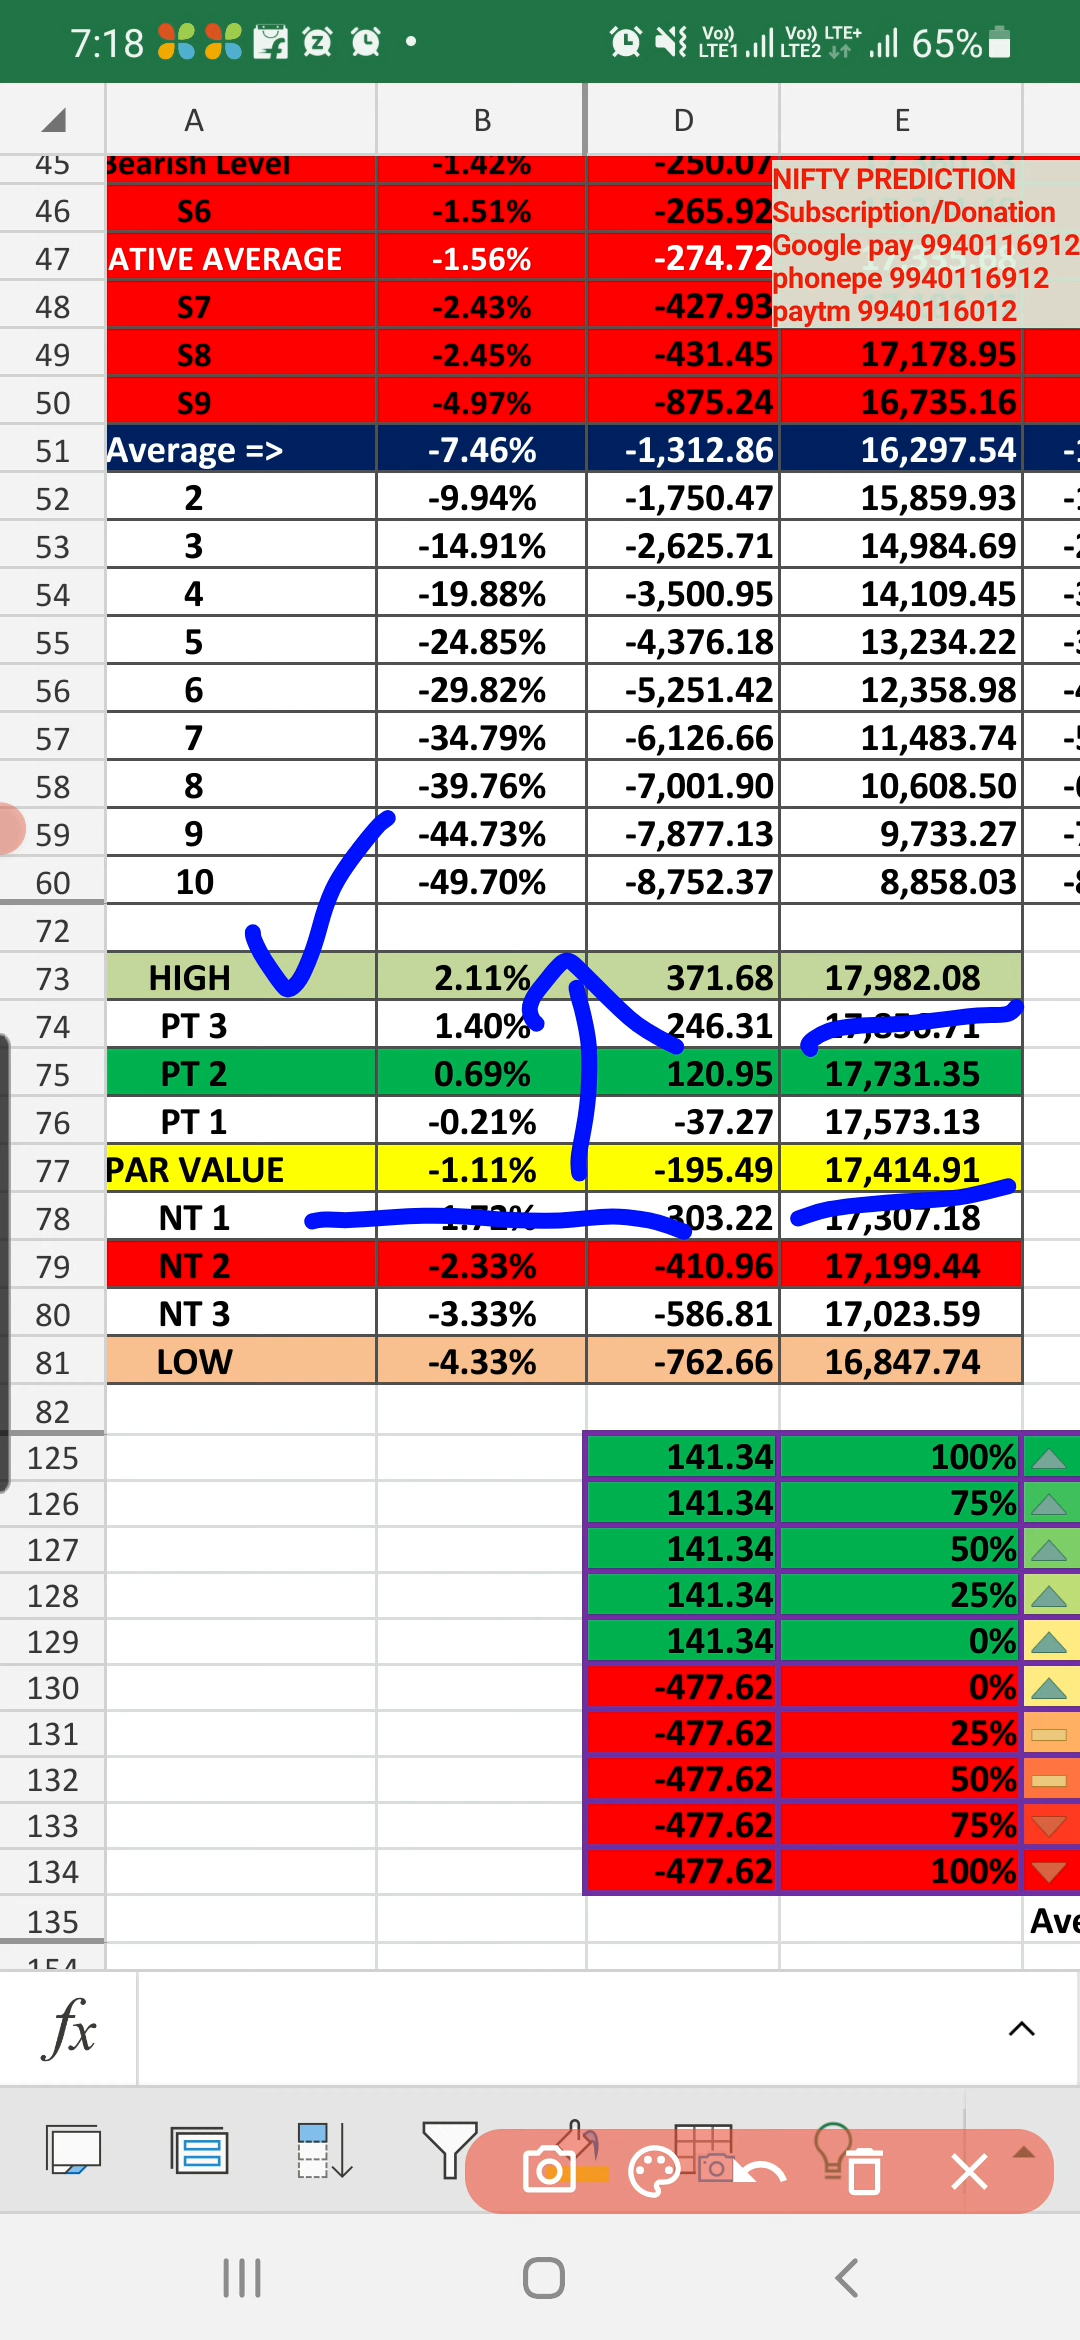 7:18 Vo)) LTE1 Vo)) LTE2 LTE+ 65%
A B D E
45 Bearish Level -1.42% -250.07
46 S6 -1.51% -265.92
47 ATIVE AVERAGE -1.56% -274.72
48 S7 -2.43% -427.93
NIFTY PREDICTION
Subscription/Donation
Google pay 9940116912
phonepe 9940116912
paytm 9940116012
49 S8 -2.45% -431.45 17,178.95
50 S9 -4.97% -875.24 16,735.16
51 Average => -7.46% -1,312.86 16,297.54
52 2 -9.94% -1,750.47 15,859.93
53 3 -14.91% -2,625.71 14,984.69
54 4 -19.88% -3,500.95 14,109.45
55 5 -24.85% -4,376.18 13,234.22
56 6 -29.82% -5,251.42 12,358.98
57 7 -34.79% -6,126.66 11,483.74
58 8 -39.76% -7,001.90 10,608.50
59 9 -44.73% -7,877.13 9,733.27
60 10 -49.70% -8,752.37 8,858.03
72
73 HIGH 2.11% 371.68 17,982.08
74 PT 3 1.40% 246.31 17,856.71
75 PT 2 0.69% 120.95 17,731.35
76 PT 1 -0.21% -37.27 17,573.13
77 PAR VALUE -1.11% -195.49 17,414.91
78 NT 1 303.22 17,307.18
79 NT 2 -2.33% -410.96 17,199.44
80 NT 3 -3.33% -586.81 17,023.59
81 LOW -4.33% -762.66 16,847.74
82
125 141.34 100%
126 141.34 75%
127 141.34 50%
128 141.34 25%
129 141.34 0%
130 -477.62 0%
131 -477.62 25%
132 -477.62 50%
133 -477.62 75%
134 -477.62 100%
135 Ave
154
fx